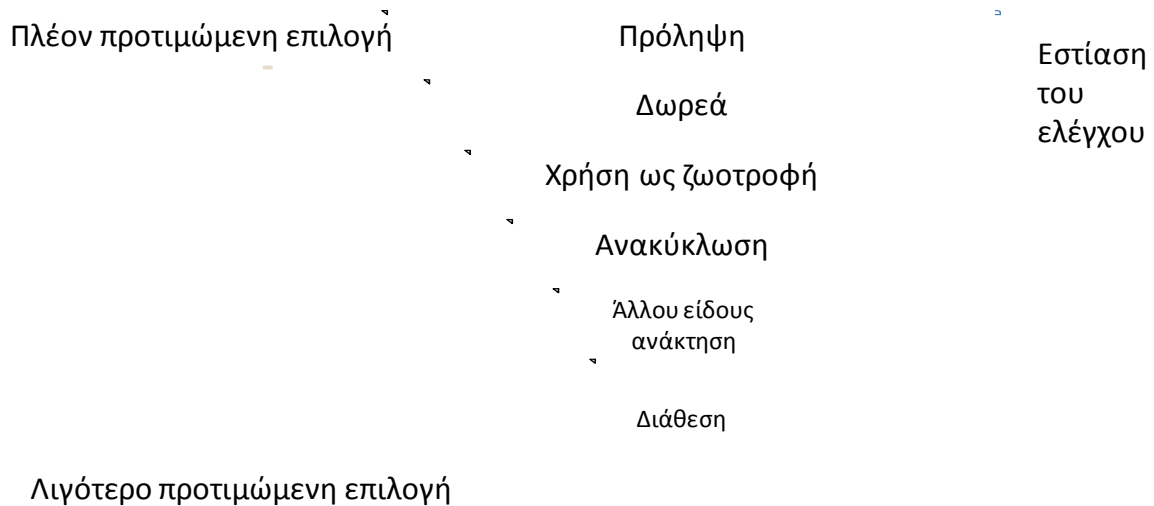 Πλέον προτιμώμενη επιλογή
Πρόληψη
Εστίαση
του
ελέγχου
Δωρεά
Χρήση ως ζωοτροφή
Ανακύκλωση
Άλλου είδους
ανάκτηση
Διάθεση
Λιγότερο προτιμώμενη επιλογή